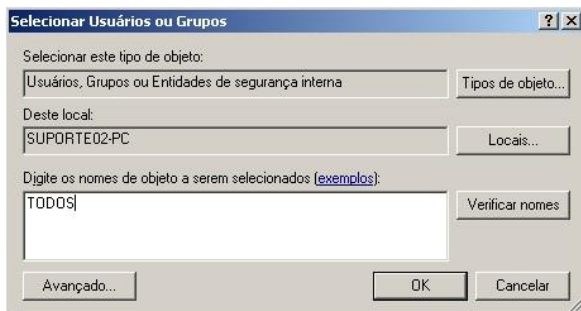 Selecionar Usuários ou Grupos
Selecionar este tipo de objeto:
Usuários, Grupos ou Entidades de segurança interna
Tipos de objeto...
Deste local:
SUPORTE02-PC
Locais...
Digite os nomes de objeto a serem selecionados (exemplos):
TODOS
Verificar nomes
Avançado...
OK
Cancelar